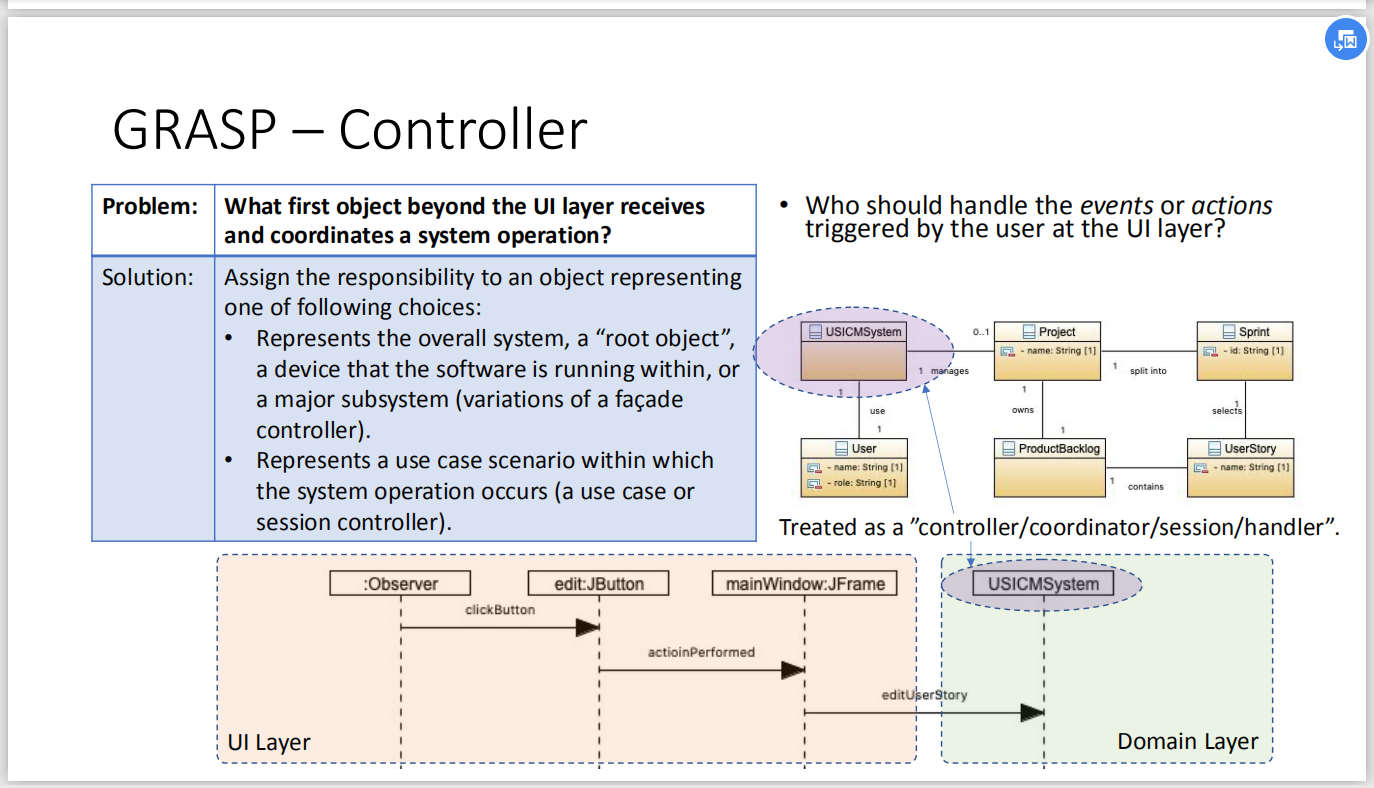 GRASP – Controller
Problem:
What first object beyond the UI layer receives
and coordinates a system operation?
Solution:
Assign the responsibility to an object representing
one of following choices:
• Represents the overall system, a “root object”,
a device that the software is running within, or
a major subsystem (variations of a façade
controller).
• Represents a use case scenario within which
the system operation occurs (a use case or
session controller).
• Who should handle the events or actions
triggered by the user at the UI layer?
USICMSystem
0..1
1 manages
Project
- name: String [1]
1 split into
Sprint
- id: String [1]
1
use
1
1
owns
1
1
selects
User
- name: String [1]
- role: String [1]
ProductBacklog
1 contains
UserStory
- name: String [1]
Treated as a ”controller/coordinator/session/handler”.
:Observer
edit:JButton
mainWindow:JFrame
USICMSystem
clickButton
actioinPerformed
editUserStory
UI Layer
Domain Layer